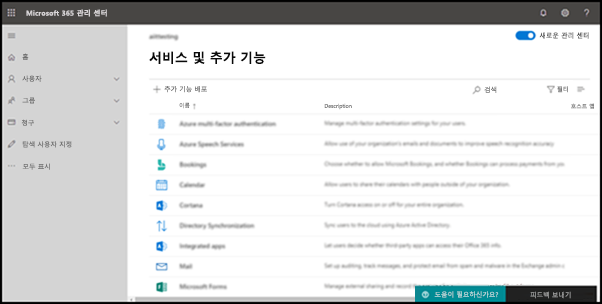 Microsoft 365 관리 센터
?
alttesting
새로운 관리 센터
홈
서비스 및 추가 기능
사용자
추가 기능 배포
검색
필터
그룹
이름 ↑
Description
호스트 앱
청구
Azure multi-factor authentication
Manage multi-factor authentication settings for your users.
탐색 사용자 지정
Azure Speech Services
Allow use of your organization's emails and documents to improve speech recognition accuracy.
모두 표시
Bookings
Choose whether to allow Microsoft Bookings, and whether Bookings can process payments from you
Calendar
Allow users to share their calendars with people outside of your organization.
Cortana
Turn Cortana access on or off for your entire organization.
Directory Synchronization
Sync users to the cloud using Azure Active Directory.
Integrated apps
Let users decide whether third-party apps can access their Office 365 info.
Mail
Set up auditing, track messages, and protect email from spam and malware in the Exchange admin c
Microsoft Forms
Manage external sharing and record
도움이 필요하신가요?
피드백 보내기